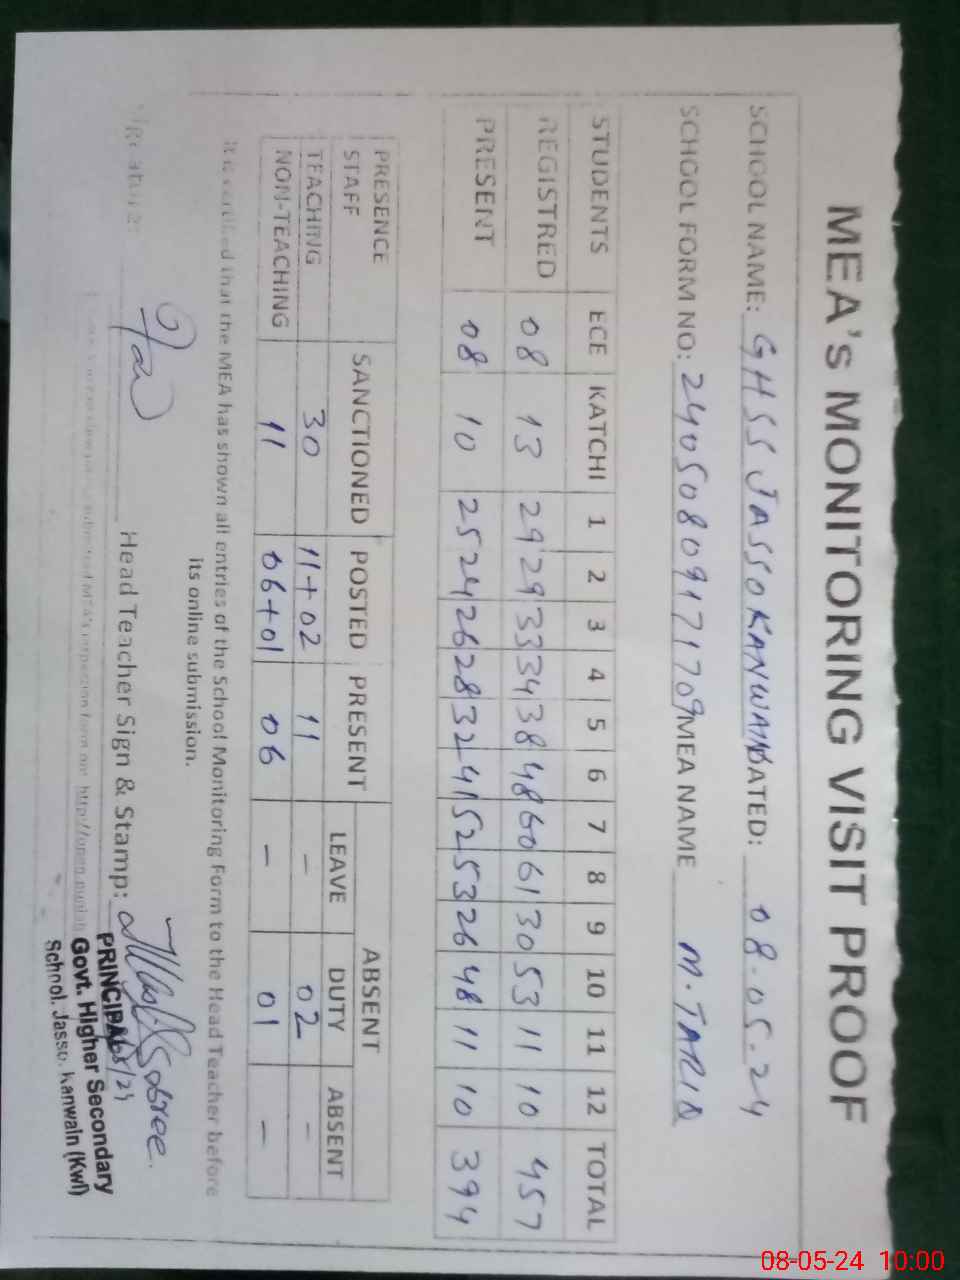 MEA's MONITORING VISIT PROOF
SCHOOL NAME: GHSS JASSOKANWAIN DATED: 08.05.24
SCHOOL FORM NO: 24050809171709 MEA NAME M.TARIQ
STUDENTS ECE KATCHI 1 2 3 4 5 6 7 8 9 10 11 12 TOTAL
REGISTRED 08 13 29 29 33 34 38 48 60 61 30 53 11 10 457
PRESENT 08 10 25 24 26 28 32 41 52 53 26 48 11 10 394
PRESENCE STAFF SANCTIONED POSTED PRESENT ABSENT
LEAVE DUTY ABSENT
TEACHING 30 11+02 11 - 02 -
NON-TEACHING 11 06+01 06 - 01 -
It is certified that the MEA has shown all entries of the School Monitoring Form to the Head Teacher before
its online submission.
Head Teacher Sign & Stamp:
PRINCIPAL
Govt. Higher Secondary
School, Jasso Kanwain (Kwl)
08-05-24 10:00